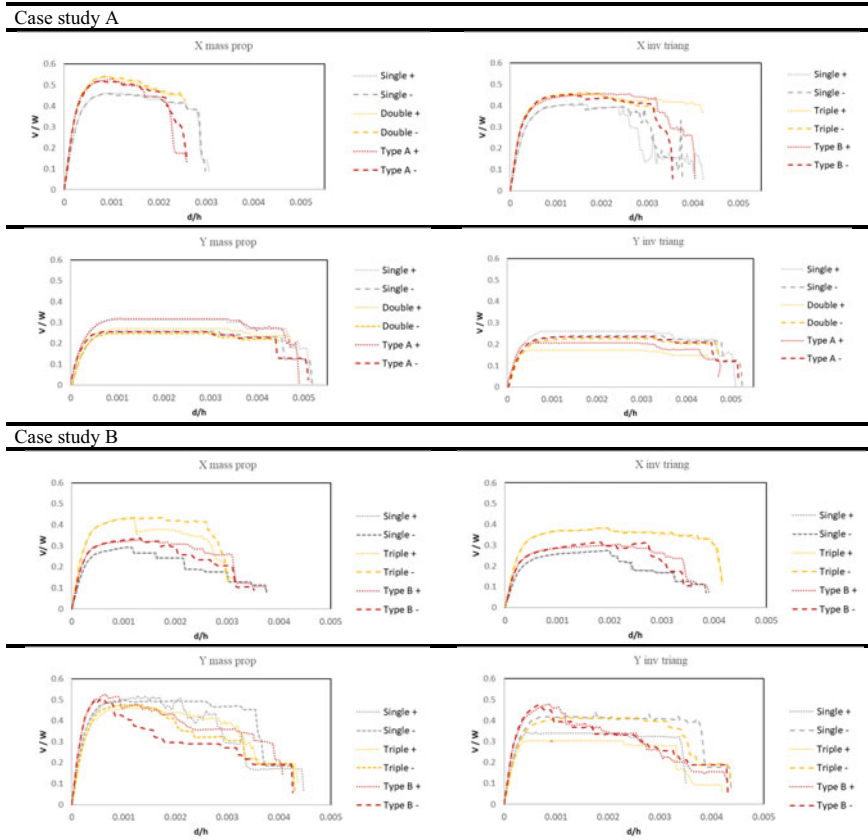 Case study A
X mass prop
V / W
0.6
0.5
0.4
0.3
0.2
0.1
0
0 0.001 0.002 0.003 0.004 0.005
d/h
Single +
Single -
Double +
Double -
Type A +
Type A -
X inv triang
V / W
0.6
0.5
0.4
0.3
0.2
0.1
0
0 0.001 0.002 0.003 0.004 0.005
d/h
Single +
Single -
Triple +
Triple -
Type B +
Type B -
Y mass prop
V / W
0.6
0.5
0.4
0.3
0.2
0.1
0
0 0.001 0.002 0.003 0.004 0.005
d/h
Single +
Single -
Double +
Double -
Type A +
Type A -
Y inv triang
V / W
0.6
0.5
0.4
0.3
0.2
0.1
0
0 0.001 0.002 0.003 0.004 0.005
d/h
Single +
Single -
Double +
Double -
Type A +
Type A -
Case study B
X mass prop
V / W
0.6
0.5
0.4
0.3
0.2
0.1
0
0 0.001 0.002 0.003 0.004 0.005
d/h
Single +
Single -
Triple +
Triple -
Type B +
Type B -
X inv triang
V / W
0.6
0.5
0.4
0.3
0.2
0.1
0
0 0.001 0.002 0.003 0.004 0.005
d/h
Single +
Single -
Triple +
Triple -
Type B +
Type B -
Y mass prop
V / W
0.6
0.5
0.4
0.3
0.2
0.1
0
0 0.001 0.002 0.003 0.004 0.005
d/h
Single +
Single -
Triple +
Triple -
Type B +
Type B -
Y inv triang
V / W
0.6
0.5
0.4
0.3
0.2
0.1
0
0 0.001 0.002 0.003 0.004 0.005
d/h
Single +
Single -
Triple +
Triple -
Type B +
Type B -